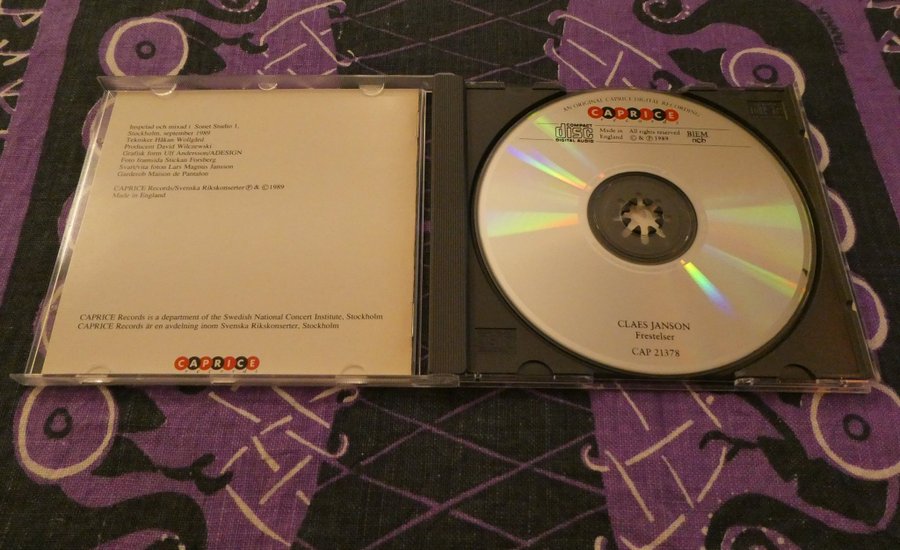 Inspelad och mixad i Sonet Studio 1,
Stockholm, september 1989
Tekniker Håkan Wollgård
Producent David Wilczewski
Grafisk form Ulf Andersson/ADESIGN
Foto framsida Stickan Forsberg
Svart/vita foton Lars Magnus Jansson
Garderob Maison de Pantalon
CAPRICE Records/Svenska Rikskonserter Ⓟ & © 1989
Made in England
CAPRICE Records is a department of the Swedish National Concert Institute, Stockholm
CAPRICE Records är en avdelning inom Svenska Rikskonserter, Stockholm
CAPRICE
AN ORIGINAL CAPRICE DIGITAL RECORDING
CAPRICE
COMPACT
disc
DIGITAL AUDIO
Made in
England
All rights reserved
© & Ⓟ 1989
BIEM
ncb
CLAES JANSON
Frestelser
CAP 21378